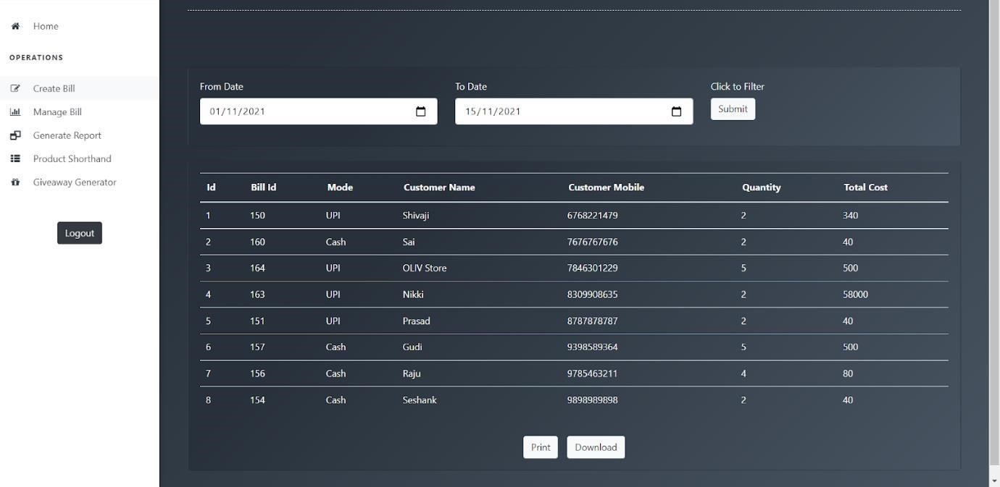 Home
OPERATIONS
Create Bill
Manage Bill
Generate Report
Product Shorthand
Giveaway Generator
Logout
From Date To Date Click to Filter
01/11/2021 15/11/2021 Submit
Id Bill Id Mode Customer Name Customer Mobile Quantity Total Cost
1 150 UPI Shivaji 6768221479 2 340
2 160 Cash Sai 7676767676 2 40
3 164 UPI OLIV Store 7846301229 5 500
4 163 UPI Nikki 8309908635 2 58000
5 151 UPI Prasad 8787878787 2 40
6 157 Cash Gudi 9398589364 5 500
7 156 Cash Raju 9785463211 4 80
8 154 Cash Seshank 9898989898 2 40
Print Download